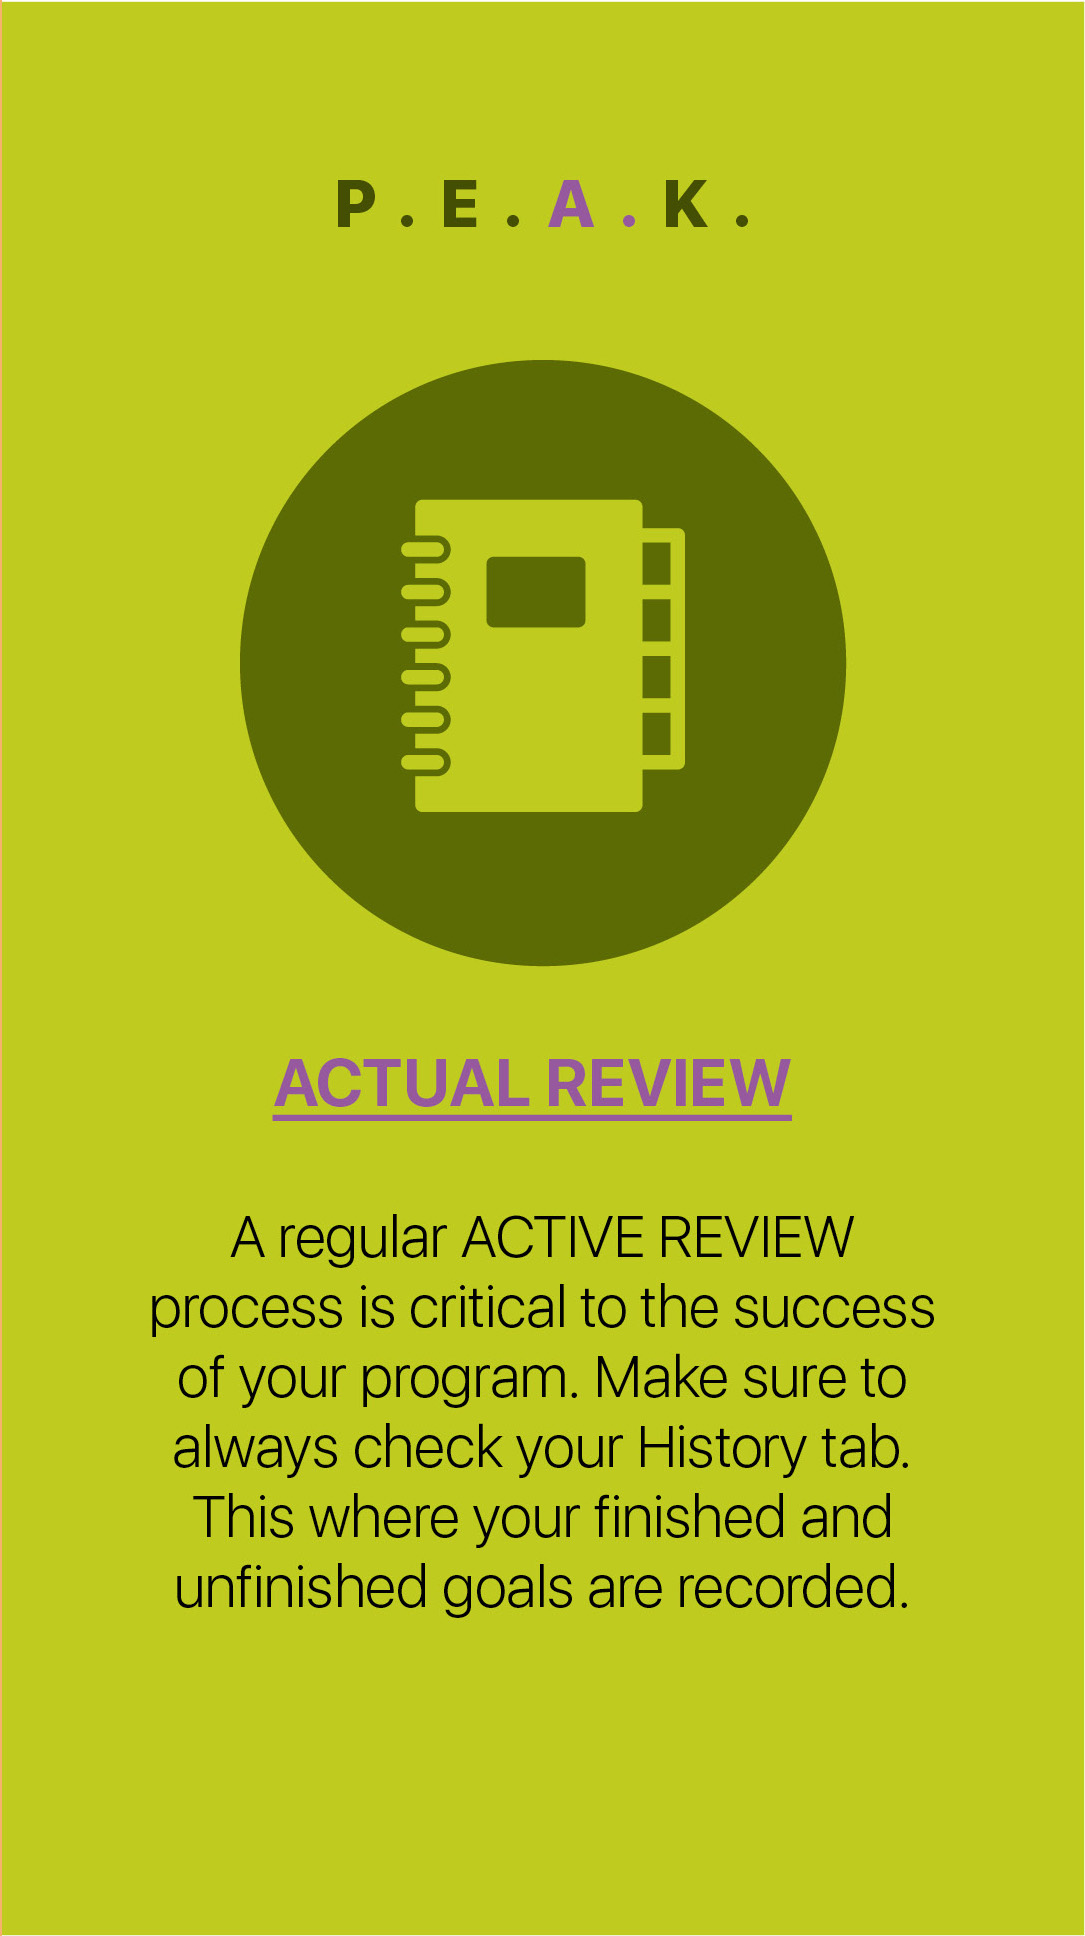 P.E.A.K.
ACTUAL REVIEW
A regular ACTIVE REVIEW
process is critical to the success
of your program. Make sure to
always check your History tab.
This where your finished and
unfinished goals are recorded.